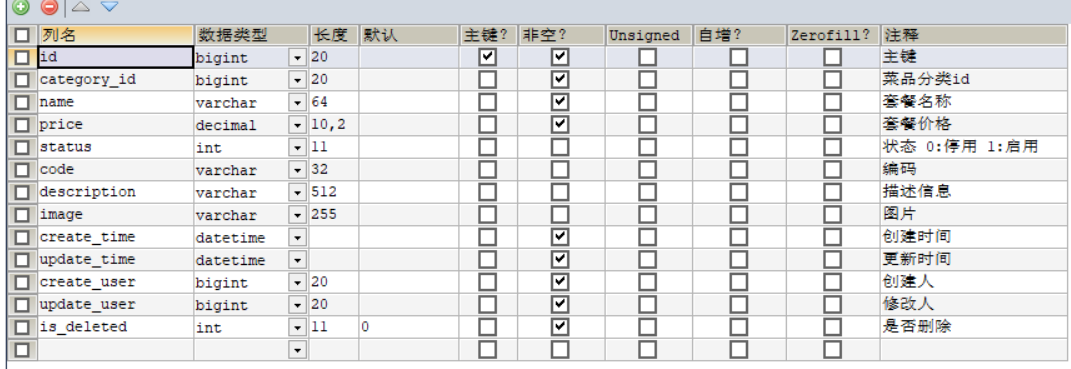 列名 数据类型 长度 默认 主键? 非空? Unsigned 自增? Zerofill? 注释
id bigint 20 主键
category_id bigint 20 菜品分类id
name varchar 64 套餐名称
price decimal 10,2 套餐价格
status int 11 状态 0:停用 1:启用
code varchar 32 编码
description varchar 512 描述信息
image varchar 255 图片
create_time datetime 创建时间
update_time datetime 更新时间
create_user bigint 20 创建人
update_user bigint 20 修改人
is_deleted int 11 0 是否删除